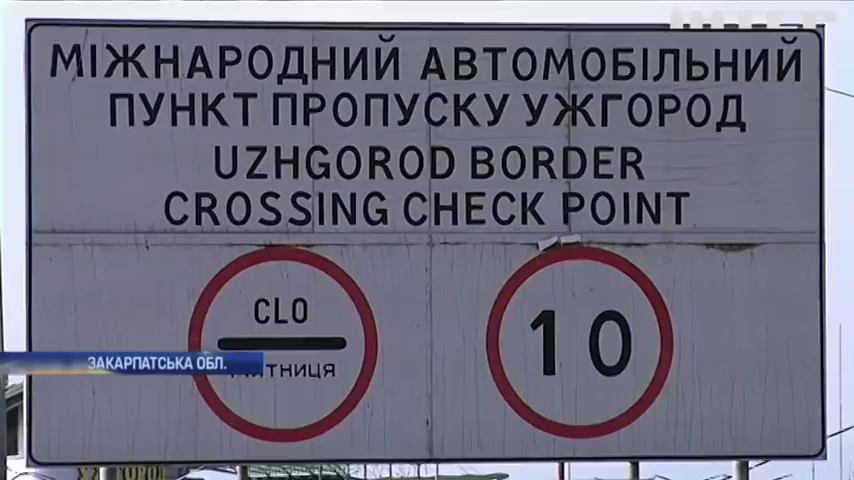 МІЖНАРОДНИЙ АВТОМОБІЛЬНИЙ
ПУНКТ ПРОПУСКУ УЖГОРОД
UZHGOROD BORDER
CROSSING CHECK POINT
CLO
10
ЗАКАРПАТСЬКА ОБЛ.